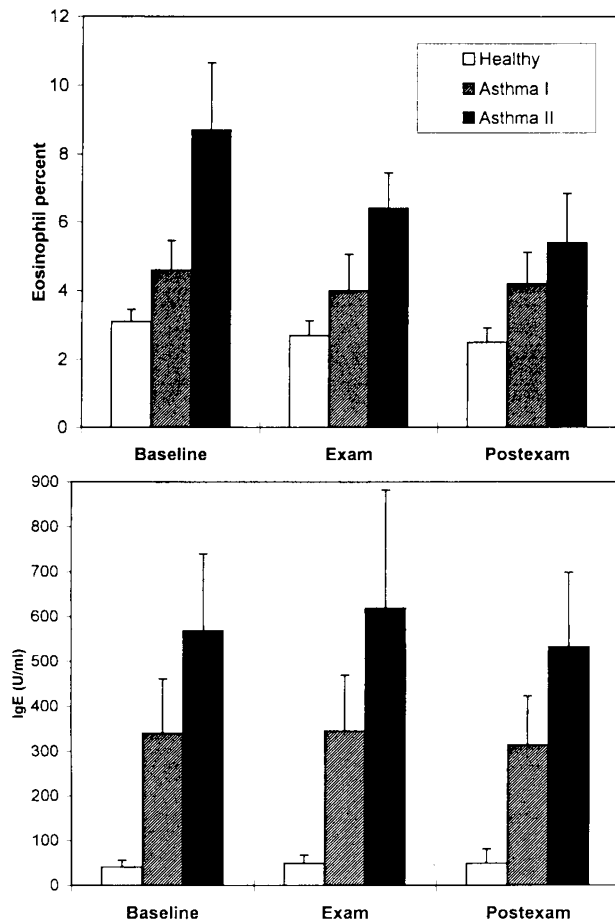 12
10
8
6
4
2
0
Eosinophil percent
Healthy
Asthma I
Asthma II
Baseline Exam Postexam
900
800
700
600
500
400
300
200
100
0
IgE (U/ml)
Baseline Exam Postexam